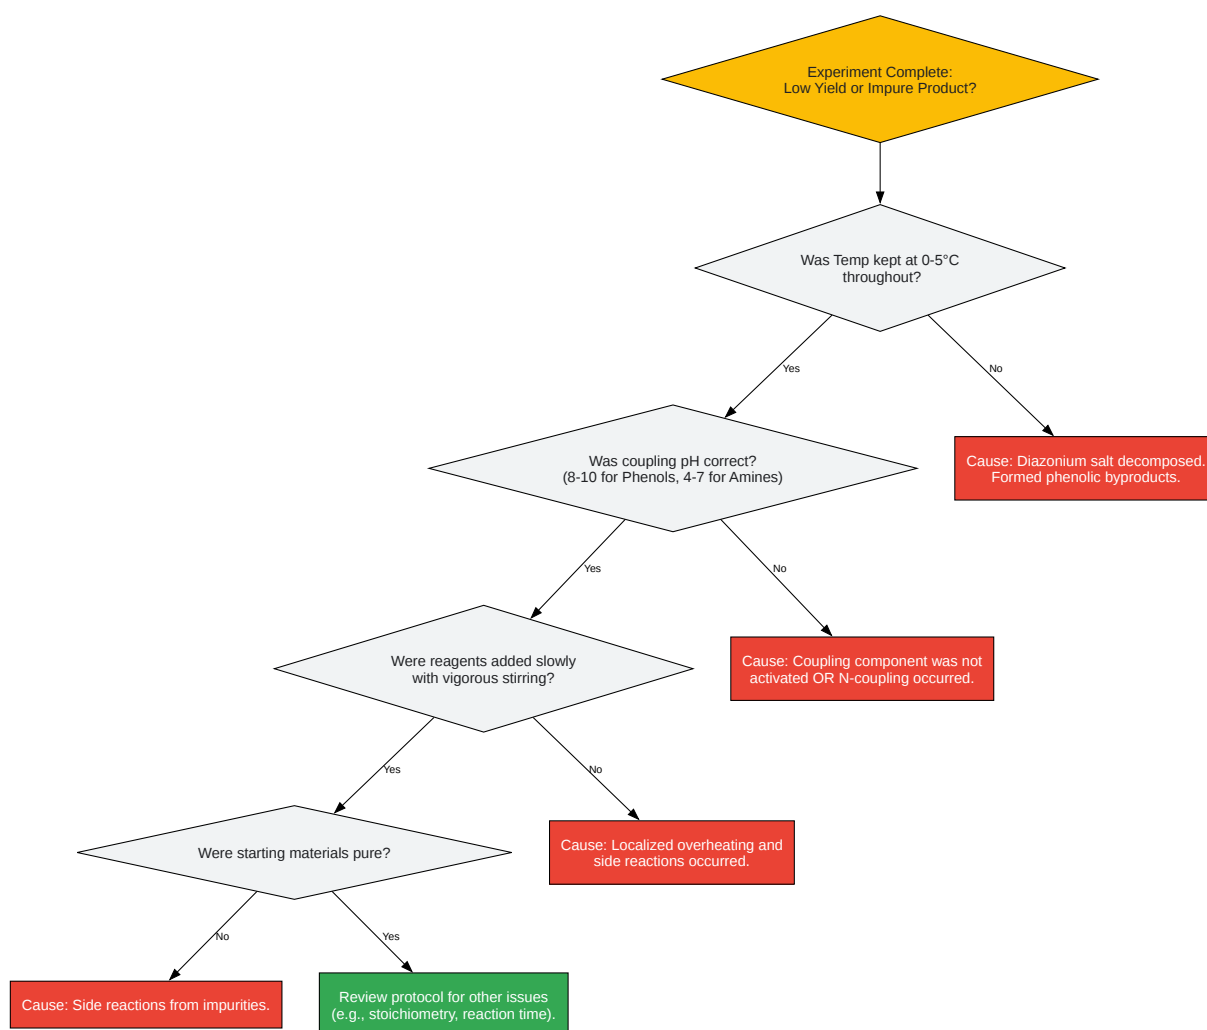 Experiment Complete:
Low Yield or Impure Product?
Was Temp kept at 0-5°C
throughout?
Yes
No
Was coupling pH correct?
(8-10 for Phenols, 4-7 for Amines)
Cause: Diazonium salt decomposed.
Formed phenolic byproducts.
Yes
No
Were reagents added slowly
with vigorous stirring?
Cause: Coupling component was not
activated OR N-coupling occurred.
Yes
No
Were starting materials pure?
Cause: Localized overheating and
side reactions occurred.
No
Yes
Cause: Side reactions from impurities.
Review protocol for other issues
(e.g., stoichiometry, reaction time).